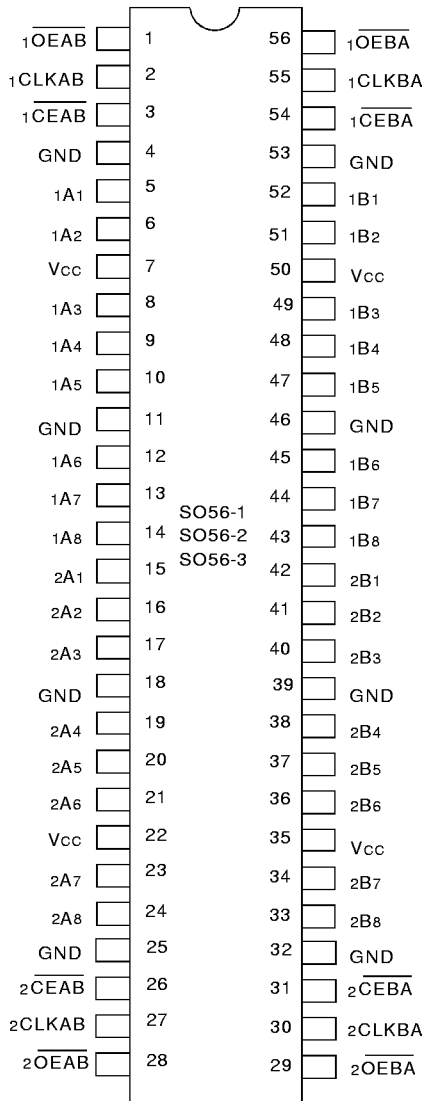 1OEAB 1 56 1OEBA
1CLKAB 2 55 1CLKBA
1CEAB 3 54 1CEBA
GND 4 53 GND
1A1 5 52 1B1
1A2 6 51 1B2
VCC 7 50 VCC
1A3 8 49 1B3
1A4 9 48 1B4
1A5 10 47 1B5
GND 11 46 GND
1A6 12 45 1B6
1A7 13 44 1B7
SO56-1
1A8 14 SO56-2 43 1B8
SO56-3
2A1 15 42 2B1
2A2 16 41 2B2
2A3 17 40 2B3
GND 18 39 GND
2A4 19 38 2B4
2A5 20 37 2B5
2A6 21 36 2B6
VCC 22 35 VCC
2A7 23 34 2B7
2A8 24 33 2B8
GND 25 32 GND
2CEAB 26 31 2CEBA
2CLKAB 27 30 2CLKBA
2OEAB 28 29 2OEBA